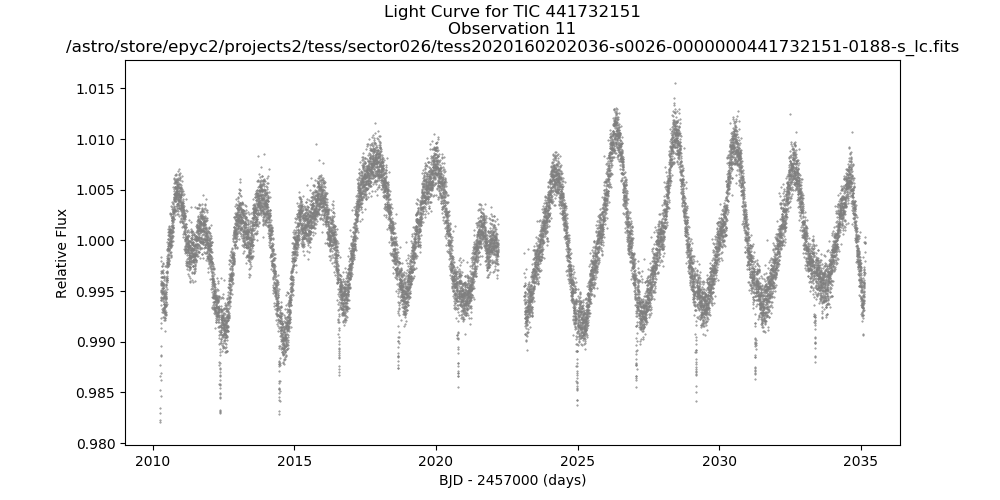 Light Curve for TIC 441732151
Observation 11
/astro/store/epyc2/projects2/tess/sector026/tess2020160202036-s0026-0000000441732151-0188-s_lc.fits
1.015
1.010
1.005
1.000
0.995
0.990
0.985
0.980
Relative Flux
2010 2015 2020 2025 2030 2035
BJD - 2457000 (days)